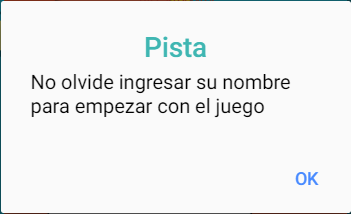 Pista
No olvide ingresar su nombre
para empezar con el juego
OK